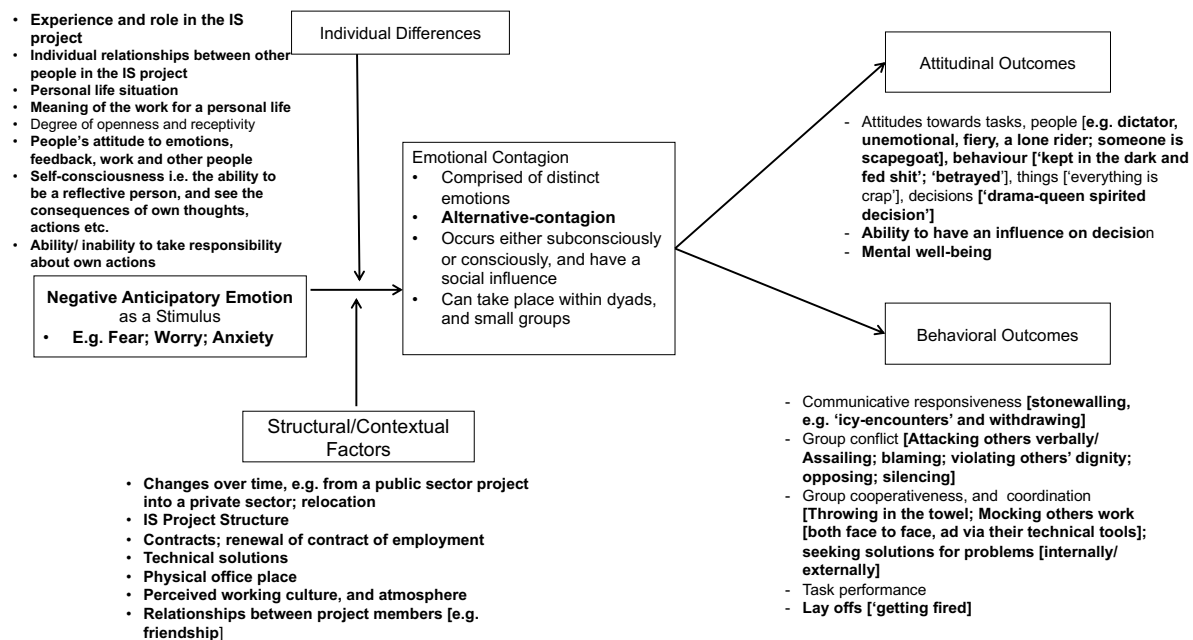 • Experience and role in the IS
project
• Individual relationships between other
people in the IS project
• Personal life situation
• Meaning of the work for a personal life
• Degree of openness and receptivity
• People's attitude to emotions,
feedback, work and other people
• Self-consciousness i.e. the ability to
be a reflective person, and see the
consequences of own thoughts,
actions etc.
• Ability/ inability to take responsibility
about own actions
Individual Differences
Negative Anticipatory Emotion
as a Stimulus
• E.g. Fear; Worry; Anxiety
Emotional Contagion
• Comprised of distinct
emotions
• Alternative-contagion
• Occurs either subconsciously
or consciously, and have a
social influence
• Can take place within dyads,
and small groups
Structural/Contextual
Factors
• Changes over time, e.g. from a public sector project
into a private sector; relocation
• IS Project Structure
• Contracts; renewal of contract of employment
• Technical solutions
• Physical office place
• Perceived working culture, and atmosphere
• Relationships between project members [e.g.
friendship]
Attitudinal Outcomes
- Attitudes towards tasks, people [e.g. dictator,
unemotional, fiery, a lone rider; someone is
scapegoat], behaviour ['kept in the dark and
fed shit'; 'betrayed'], things ['everything is
crap'], decisions ['drama-queen spirited
decision']
- Ability to have an influence on decision
- Mental well-being
Behavioral Outcomes
- Communicative responsiveness [stonewalling,
e.g. 'icy-encounters' and withdrawing]
- Group conflict [Attacking others verbally/
Assailing; blaming; violating others' dignity;
opposing; silencing]
- Group cooperativeness, and coordination
[Throwing in the towel; Mocking others work
[both face to face, ad via their technical tools];
seeking solutions for problems [internally/
externally]
- Task performance
- Lay offs ['getting fired]